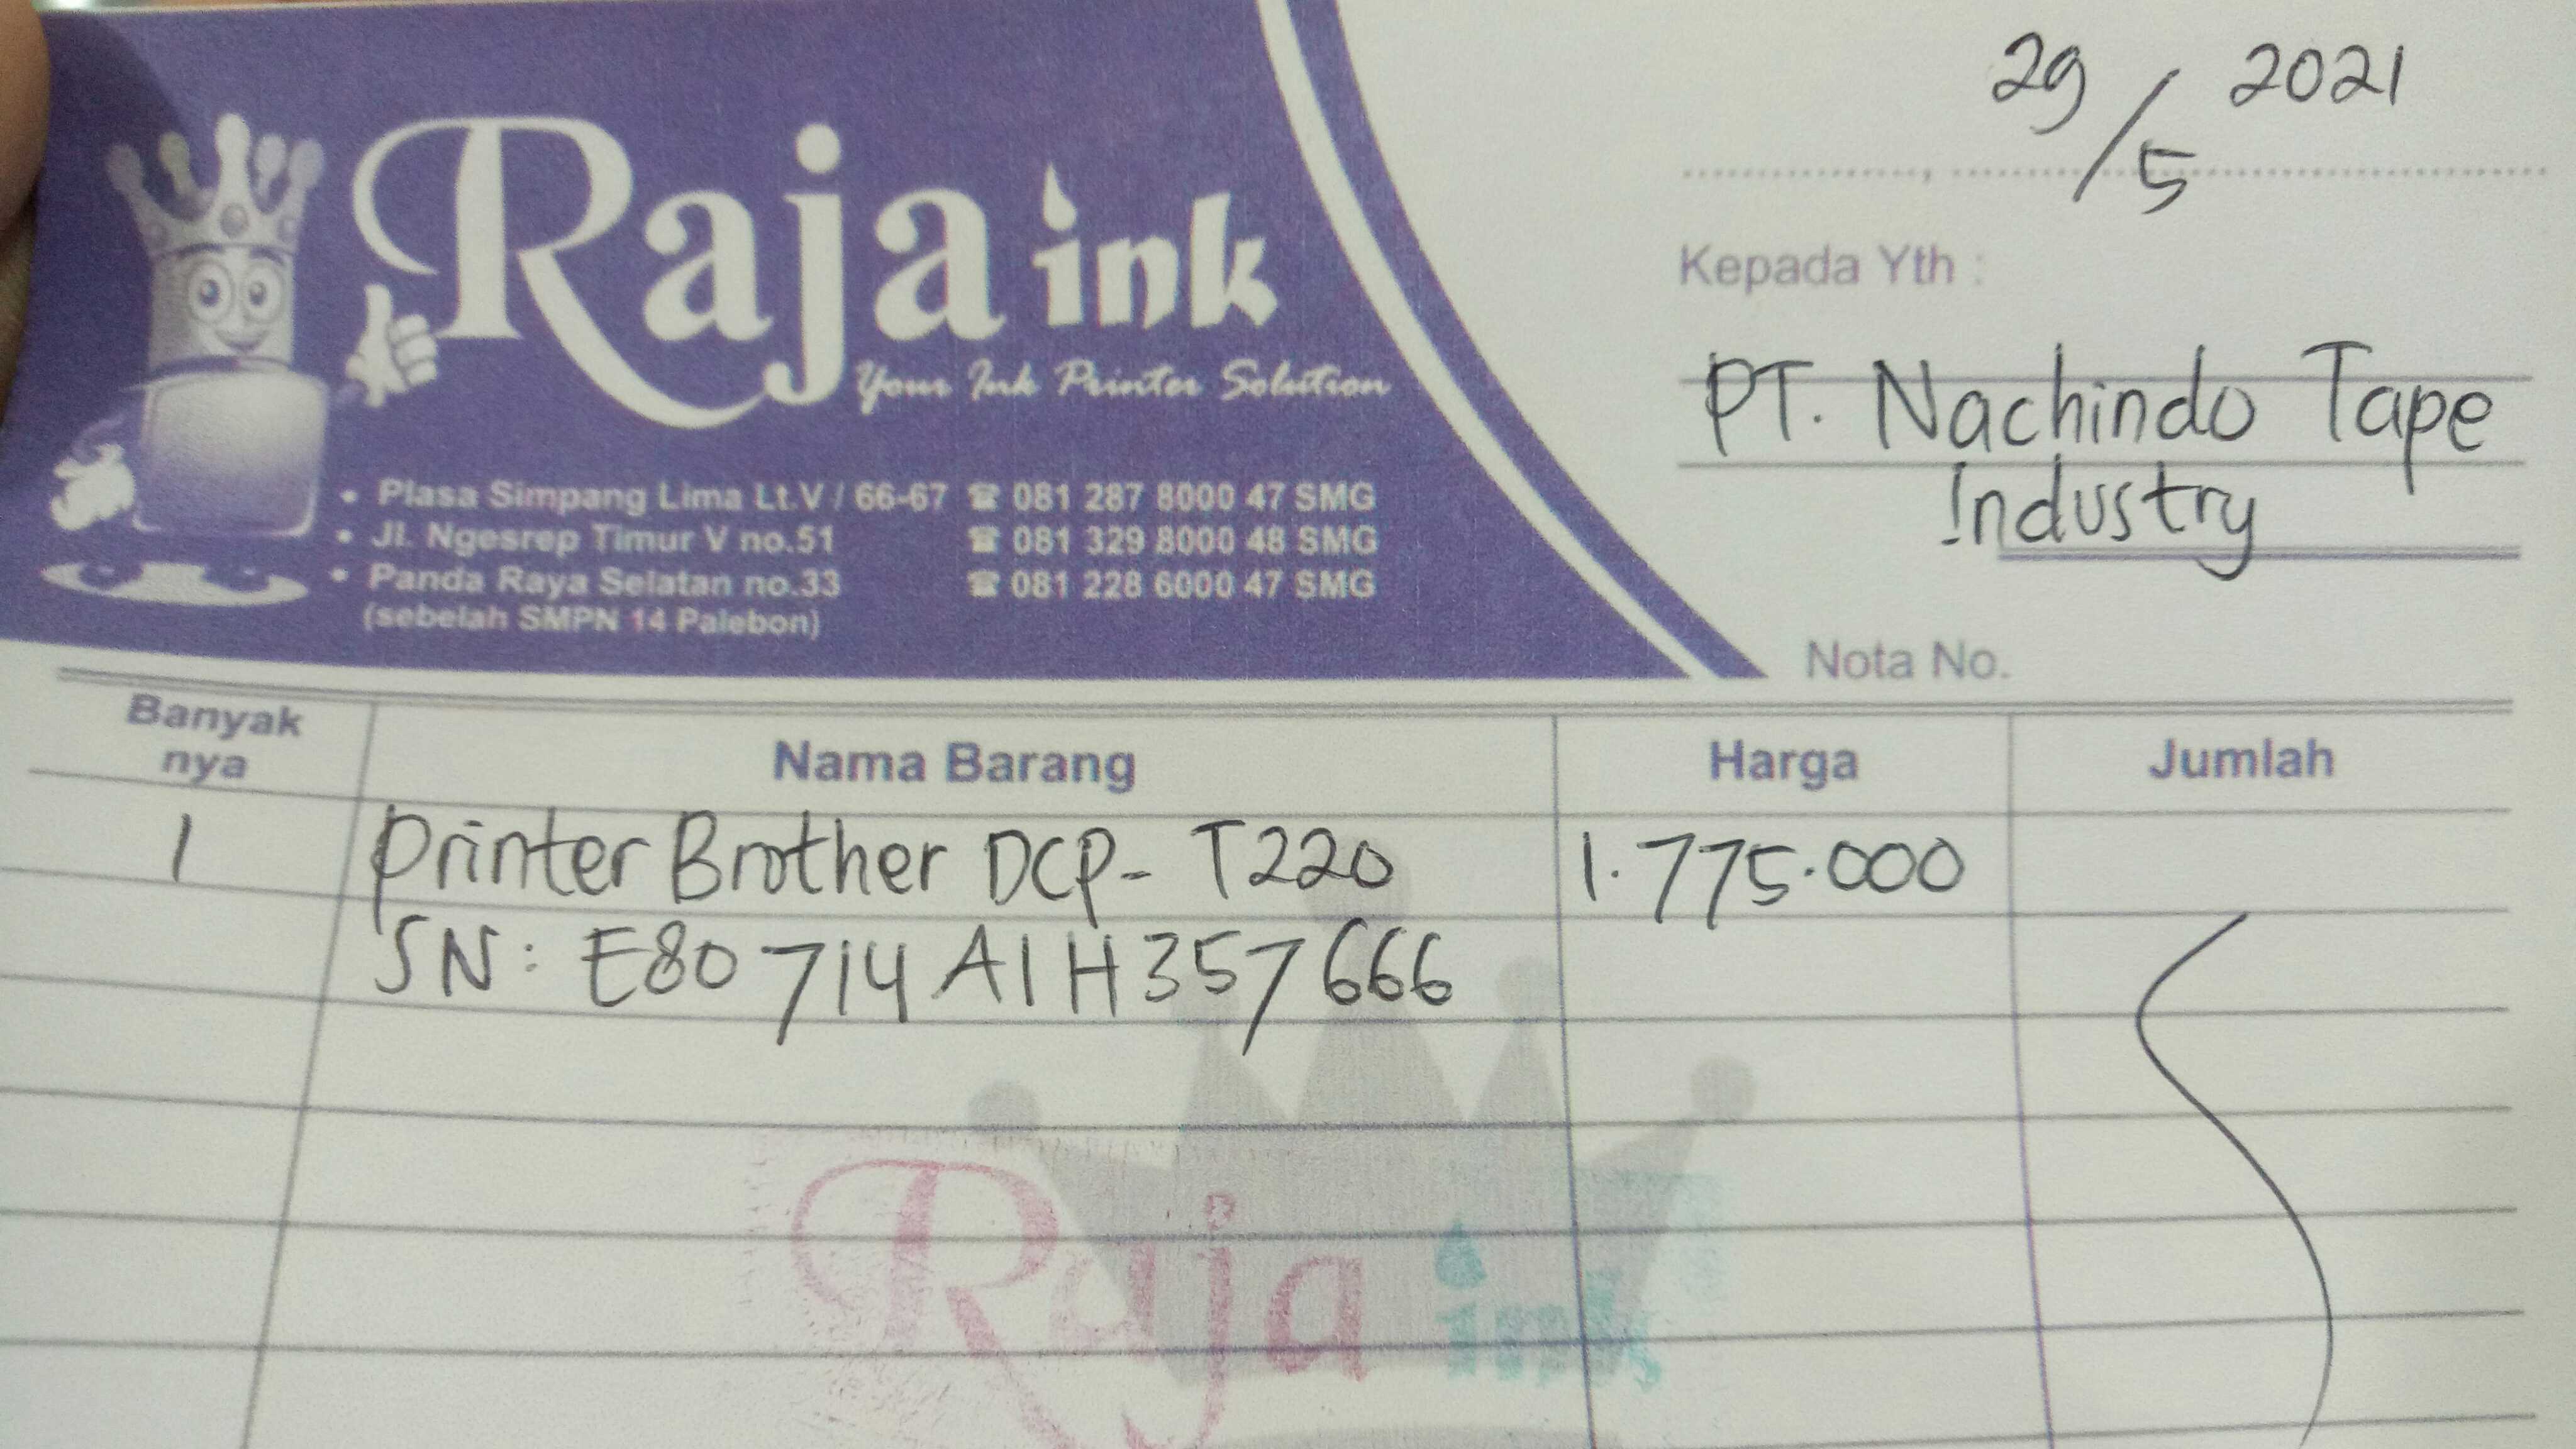 29/5 2021
Raja ink
Your Ink Printer Solution
• Plasa Simpang Lima Lt.V / 66-67 ☎ 081 287 8000 47 SMG
• Jl. Ngesrep Timur V no.51 ☎ 081 329 8000 48 SMG
• Panda Raya Selatan no.33 ☎ 081 228 6000 47 SMG
(sebelah SMPN 14 Palebon)
Kepada Yth :
PT. Nachindo Tape
Industry
Nota No.
Banyak nya Nama Barang Harga Jumlah
1 Printer Brother DCP- T220 1.775.000
SN: E80714A1H357666
Raja ink